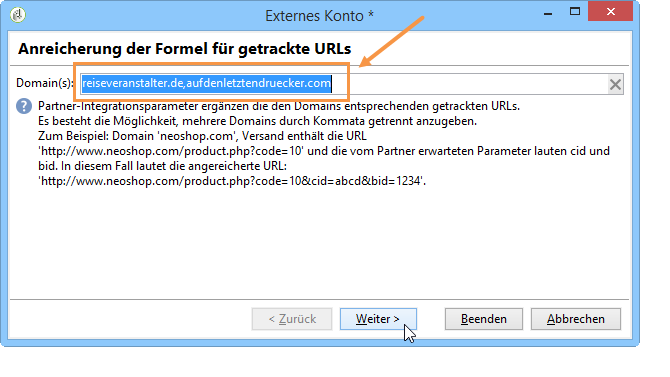 Externes Konto *
Anreicherung der Formel für getrackte URLs
Domain(s): reiseveranstalter.de,aufdenletztendruecker.com
Partner-Integrationsparameter ergänzen die den Domains entsprechenden getrackten URLs.
Es besteht die Möglichkeit, mehrere Domains durch Kommata getrennt anzugeben.
Zum Beispiel: Domain 'neoshop.com', Versand enthält die URL
'http://www.neoshop.com/product.php?code=10' und die vom Partner erwarteten Parameter lauten cid und
bid. In diesem Fall lautet die angereicherte URL:
'http://www.neoshop.com/product.php?code=10&cid=abcd&bid=1234'.
< Zurück Weiter > Beenden Abbrechen